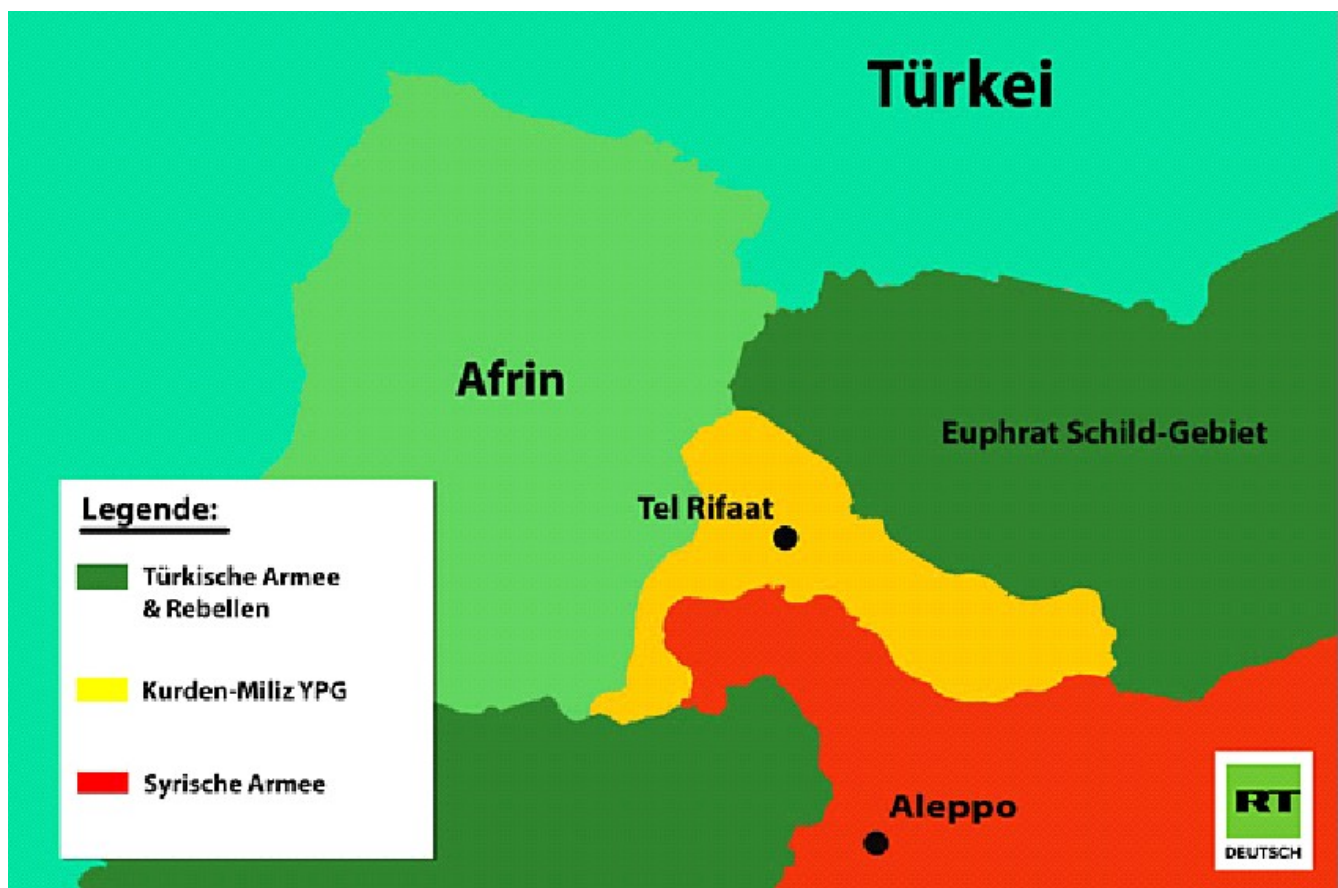 Türkei
Afrin
Euphrat Schild-Gebiet
Tel Rifaat
Legende:
Türkische Armee
& Rebellen
Kurden-Miliz YPG
Syrische Armee
Aleppo
RT
DEUTSCH